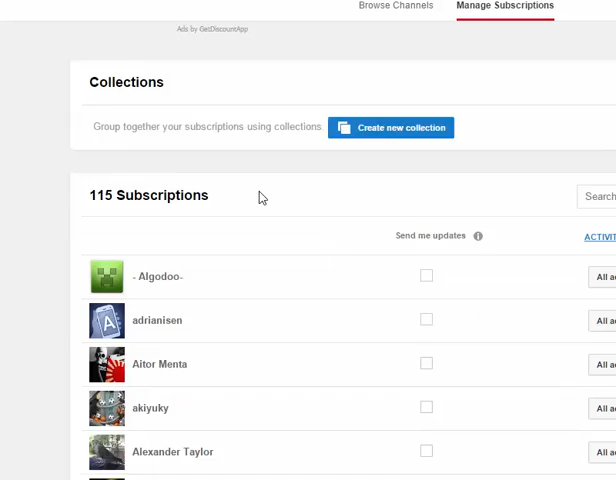 Browse Channels
Manage Subscriptions
Ads by GetDiscountApp
Collections
Group together your subscriptions using collections
Create new collection
115 Subscriptions
Search
Send me updates
ACTIVIT
- Algodoo-
All a
adrianisen
All a
Aitor Menta
All a
akiyuky
All a
Alexander Taylor
All a